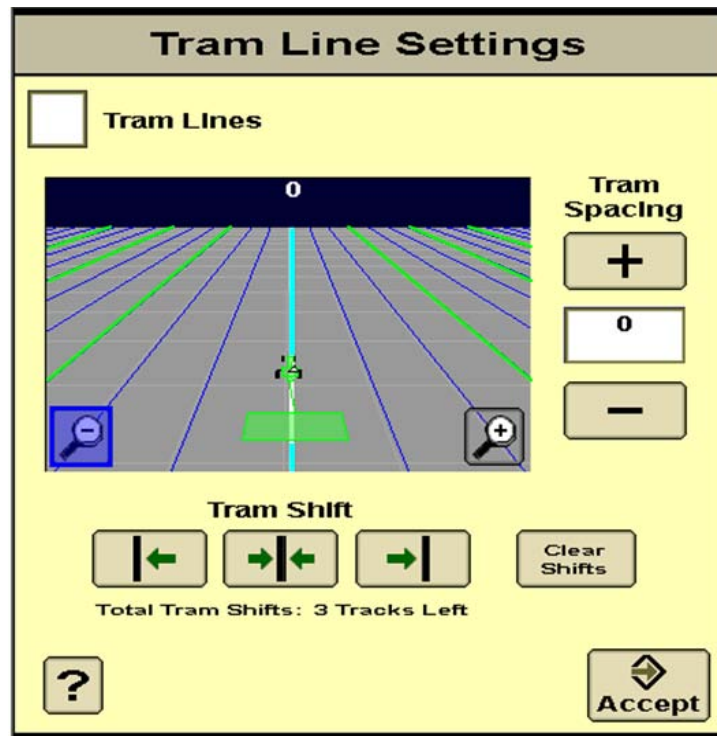 Tram Line Settings
Tram Lines
0
Tram
Spacing
+
0
−
Tram Shift
Clear
Shifts
Total Tram Shifts: 3 Tracks Left
?
Accept